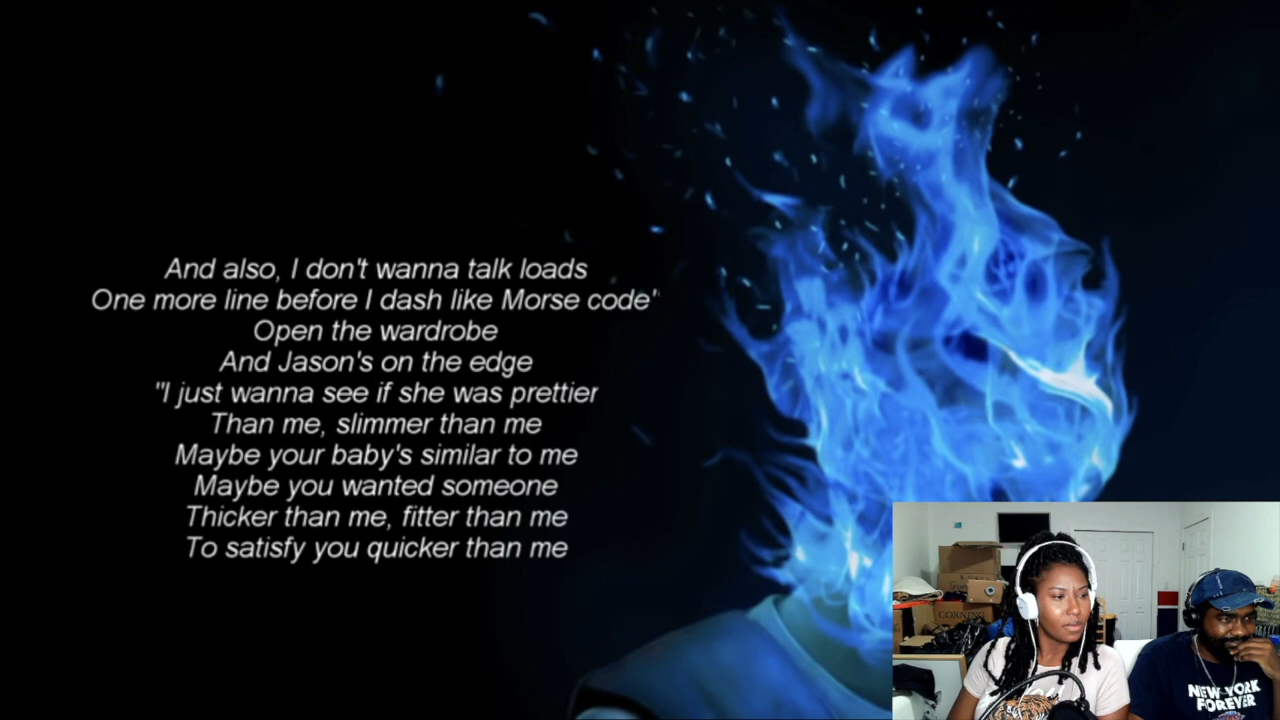 And also, I don't wanna talk loads
One more line before I dash like Morse code"
Open the wardrobe
And Jason's on the edge
"I just wanna see if she was prettier
Than me, slimmer than me
Maybe your baby's similar to me
Maybe you wanted someone
Thicker than me, fitter than me
To satisfy you quicker than me
CORNING
NEW YORK
FOREVER